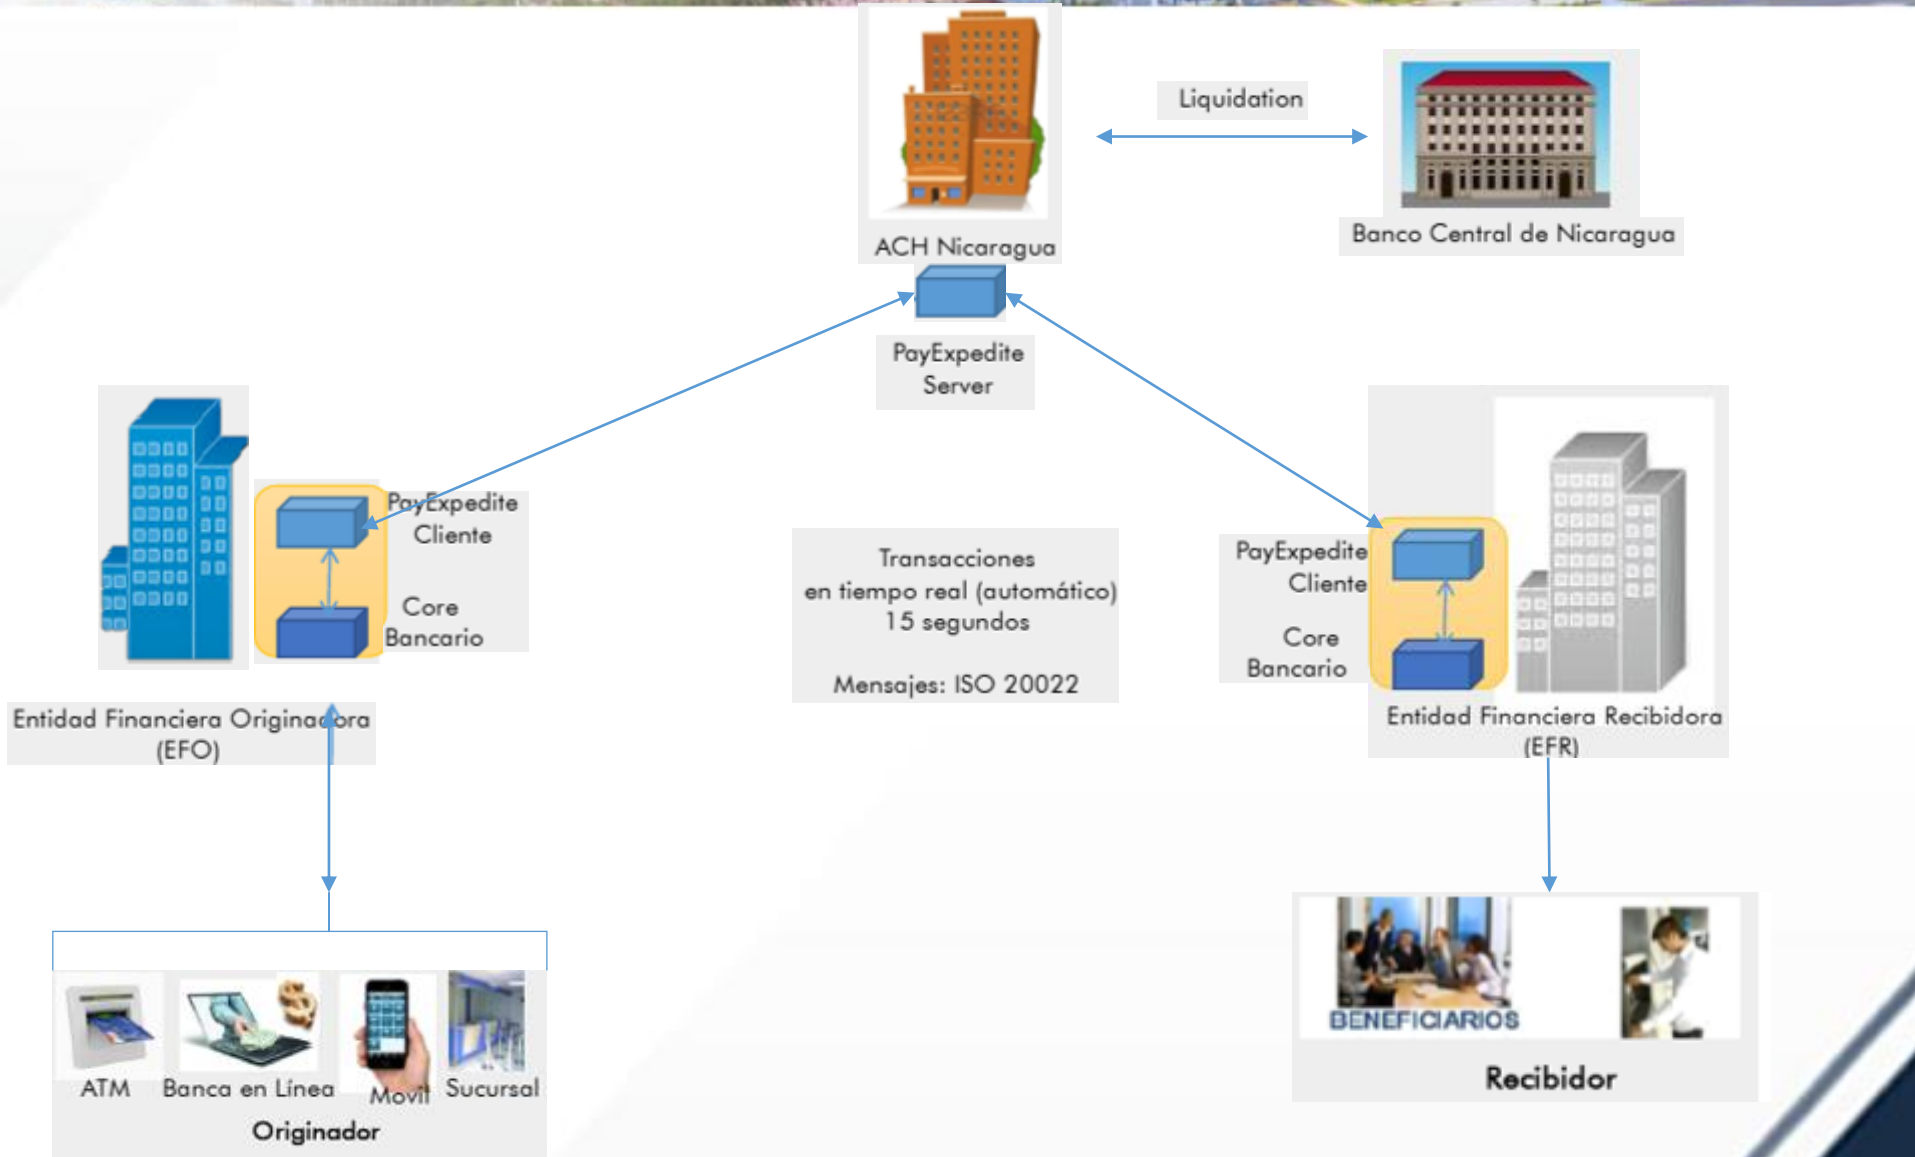 Liquidation
ACH Nicaragua
Banco Central de Nicaragua
PayExpedite
Server
PayExpedite
Cliente
Core
Bancario
Entidad Financiera Originadora
(EFO)
Transacciones
en tiempo real (automático)
15 segundos
Mensajes: ISO 20022
PayExpedite
Cliente
Core
Bancario
Entidad Financiera Recibidora
(EFR)
ATM
Banca en Línea
Móvil
Sucursal
Originador
BENEFICIARIOS
Recibidor